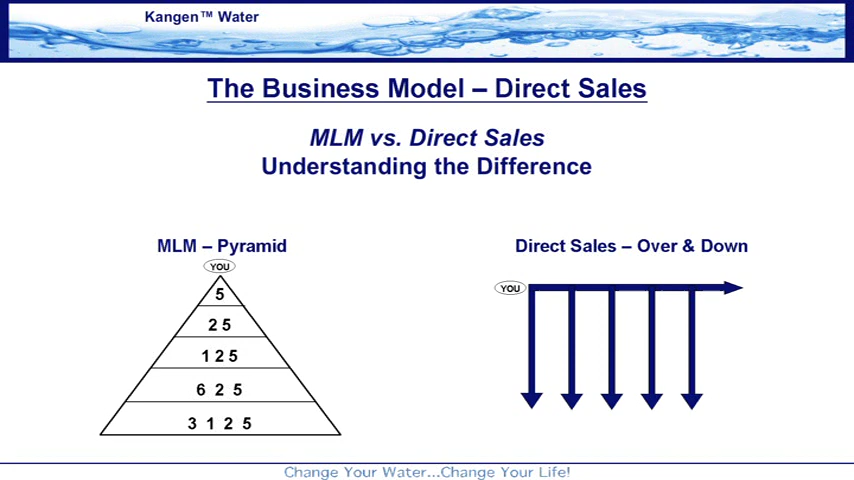 Kangen™ Water
The Business Model – Direct Sales
MLM vs. Direct Sales
Understanding the Difference
MLM – Pyramid
YOU
5
2 5
1 2 5
6 2 5
3 1 2 5
Direct Sales – Over & Down
YOU
Change Your Water...Change Your Life!